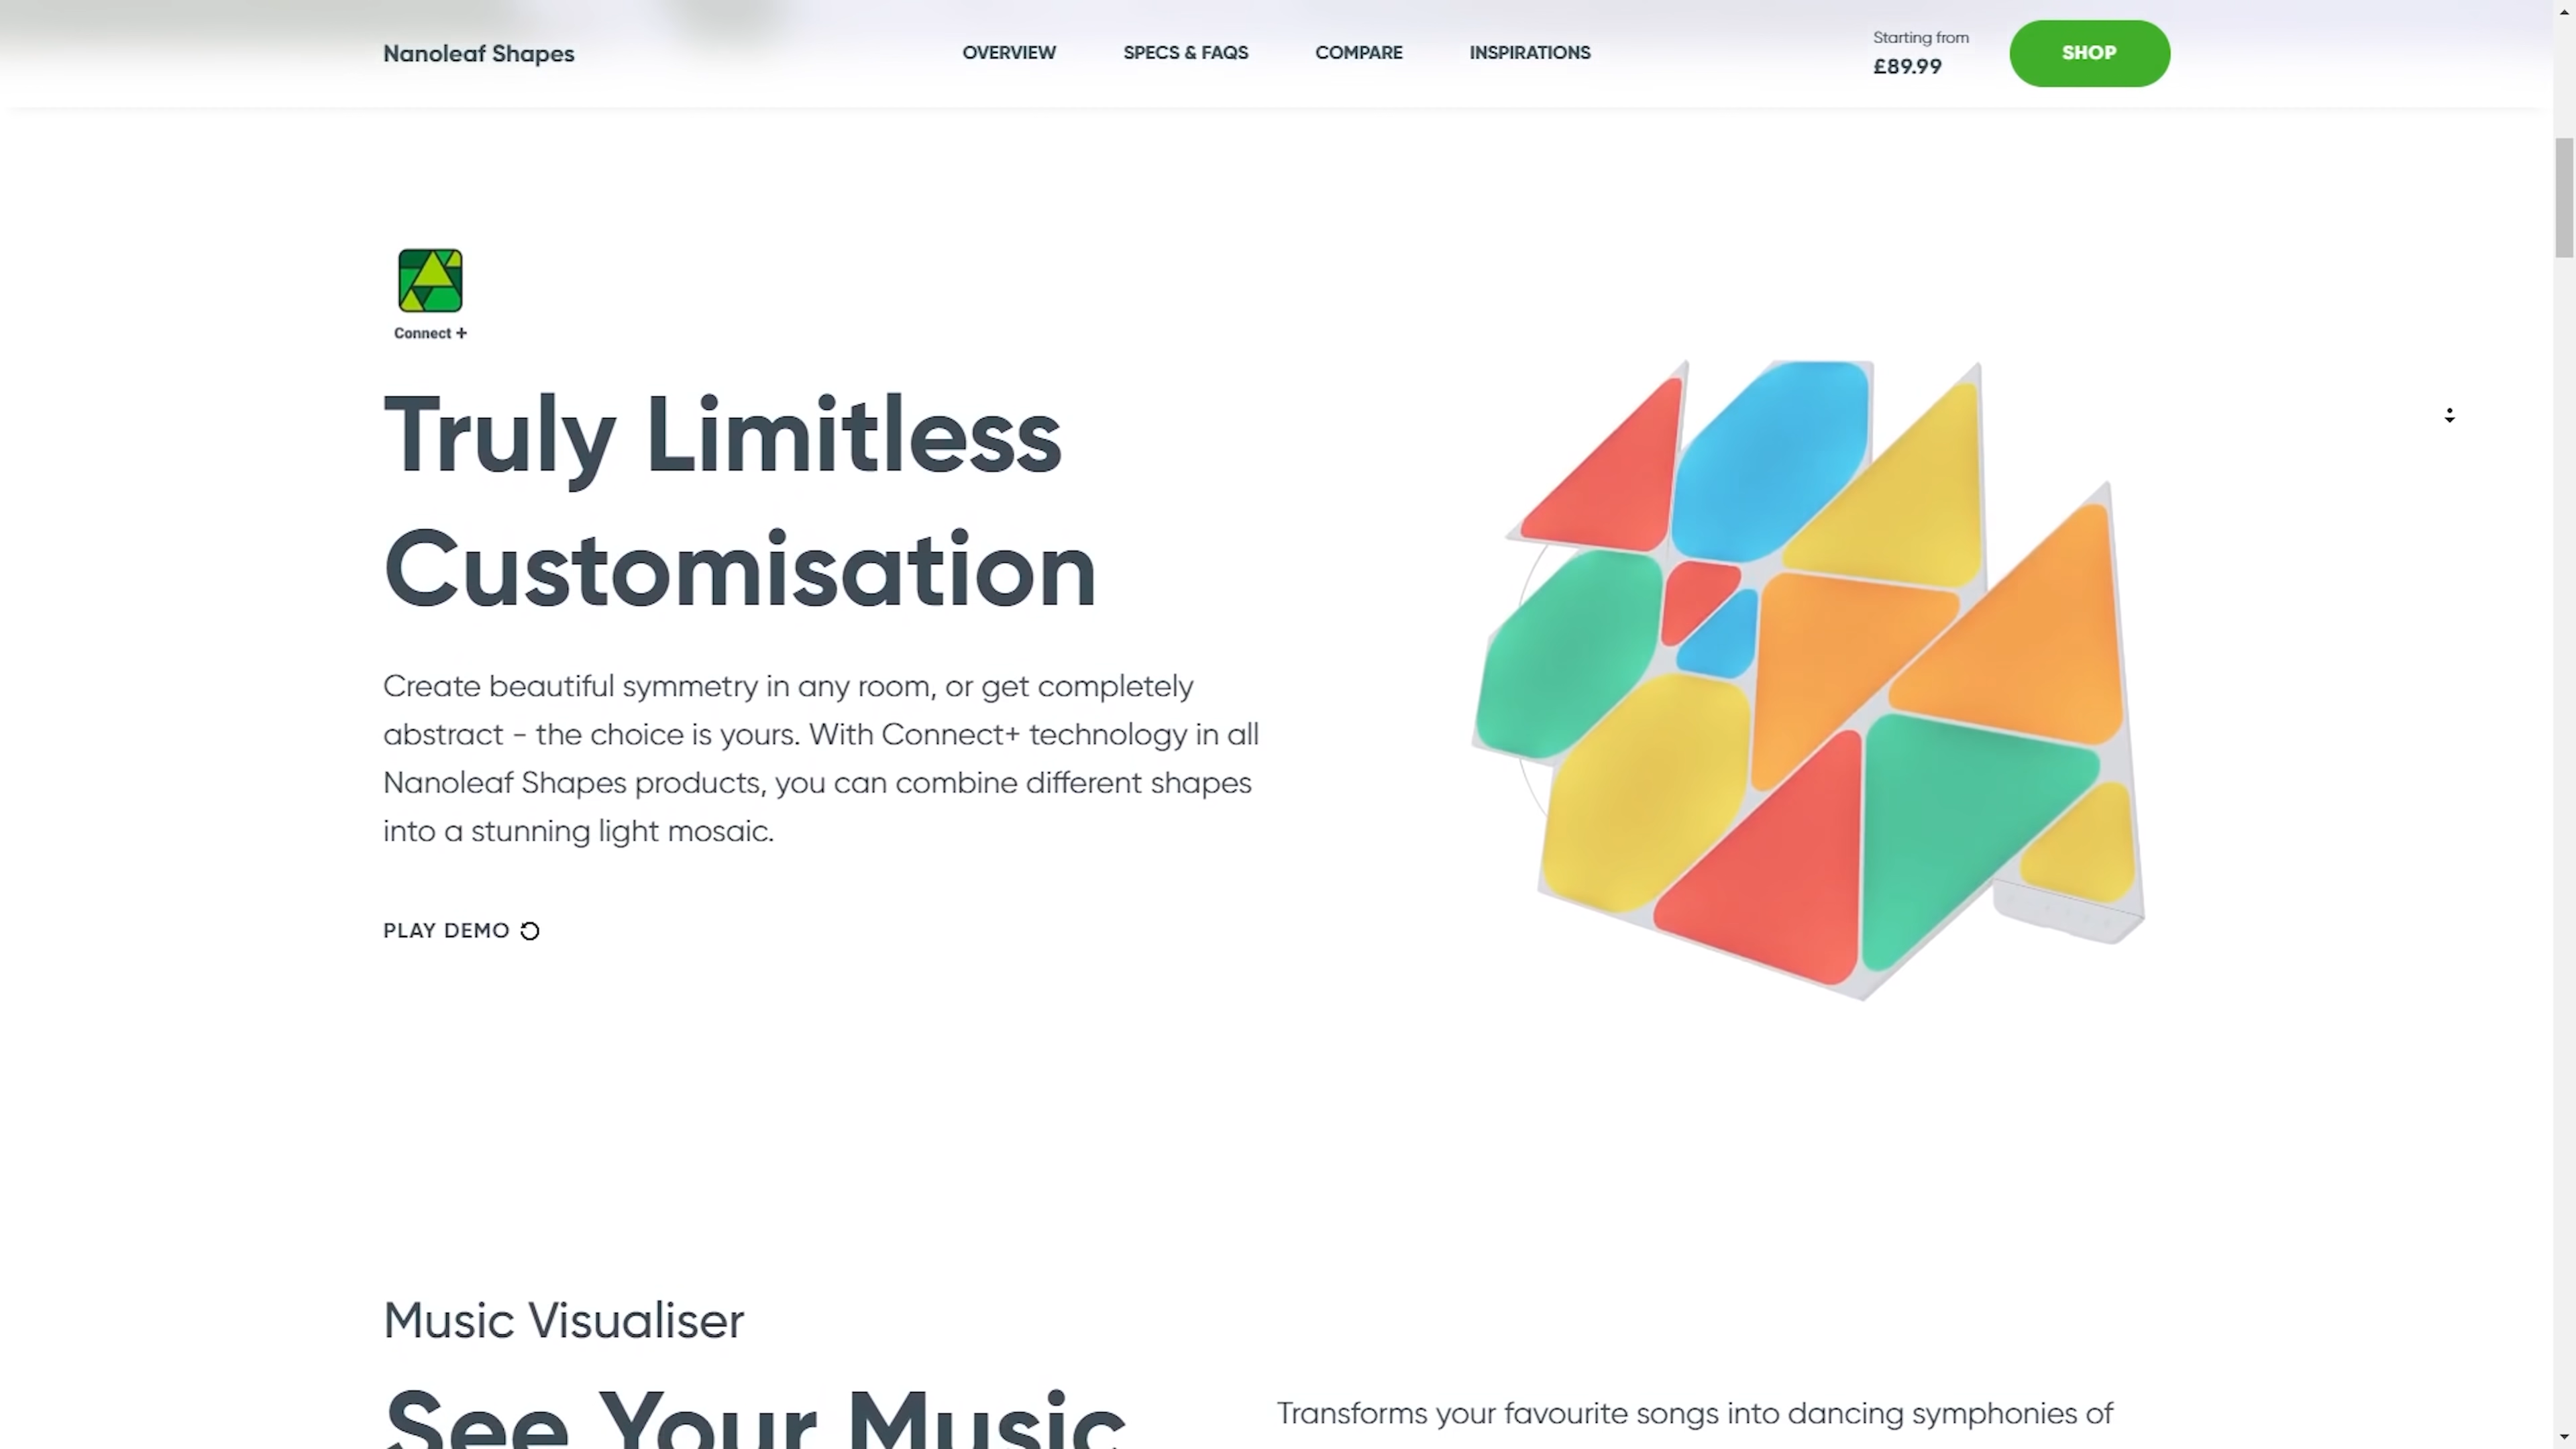 Nanoleaf Shapes
OVERVIEW
SPECS & FAQS
COMPARE
INSPIRATIONS
Starting from
£89.99
SHOP
Connect +
Truly Limitless
Customisation
Create beautiful symmetry in any room, or get completely
abstract - the choice is yours. With Connect+ technology in all
Nanoleaf Shapes products, you can combine different shapes
into a stunning light mosaic.
PLAY DEMO
Music Visualiser
See Your Music
Transforms your favourite songs into dancing symphonies of